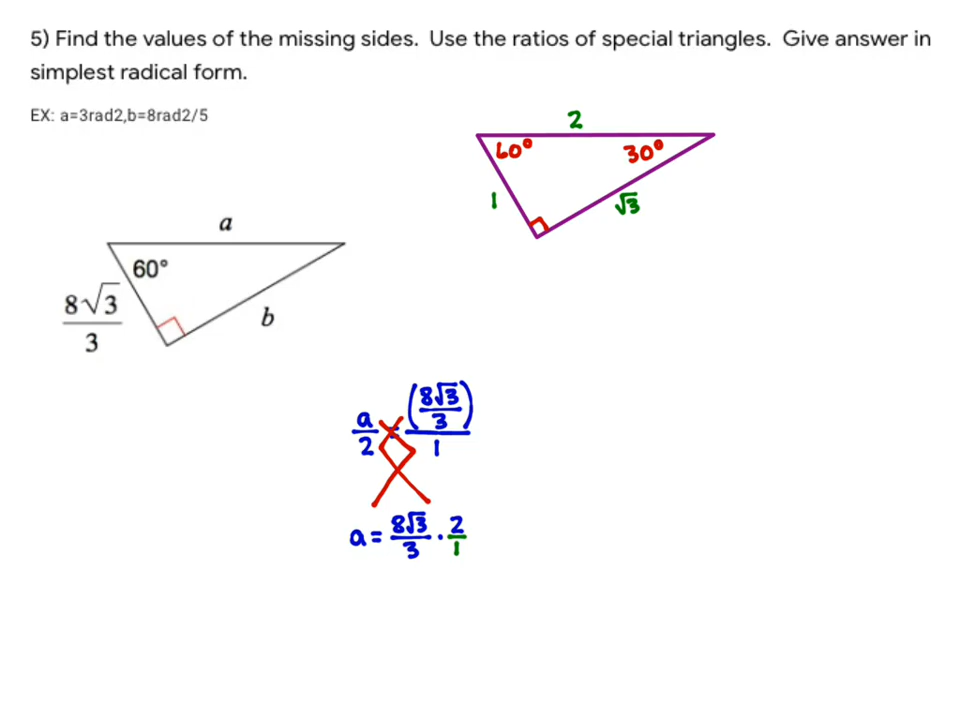 5) Find the values of the missing sides. Use the ratios of special triangles. Give answer in
simplest radical form.
EX: a=3rad2,b=8rad2/5
2
60°
30°
1
√3
a
60°
8√3/3
b
a/2 = (8√3/3)/1
a = 8√3/3 · 2/1